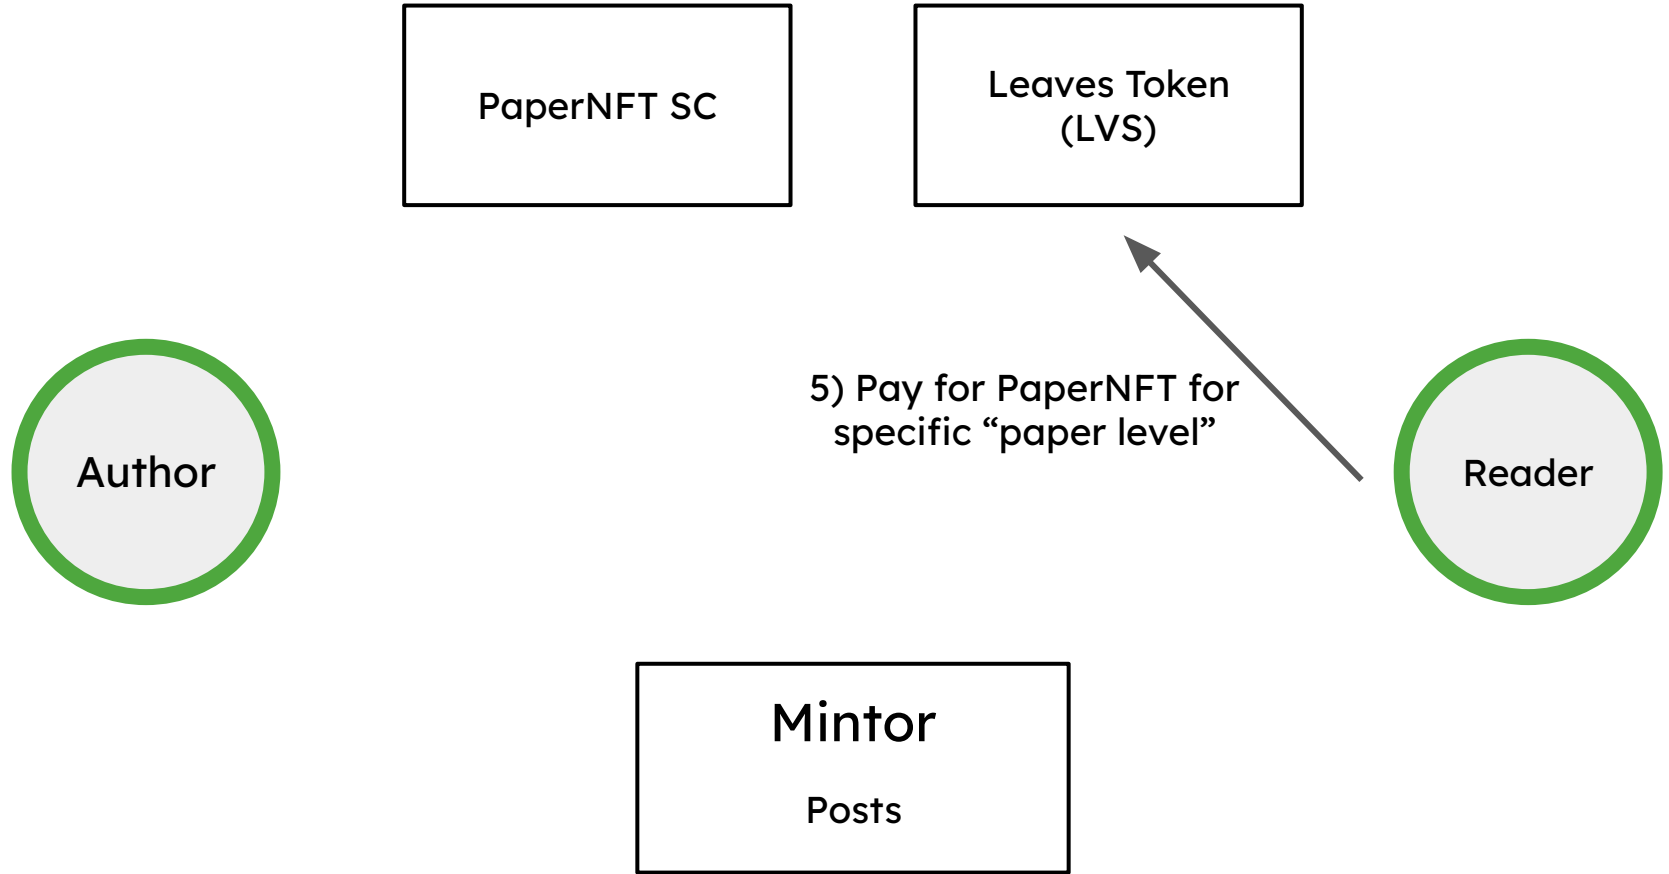 PaperNFT SC
Leaves Token
(LVS)
5) Pay for PaperNFT for
specific “paper level”
Author
Reader
Mintor
Posts